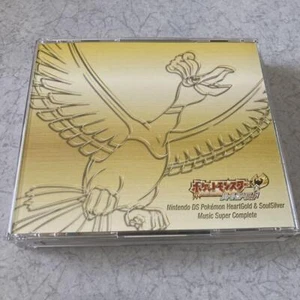 ポケットモンスター
Nintendo DS Pokémon HeartGold & SoulSilver
Music Super Complete